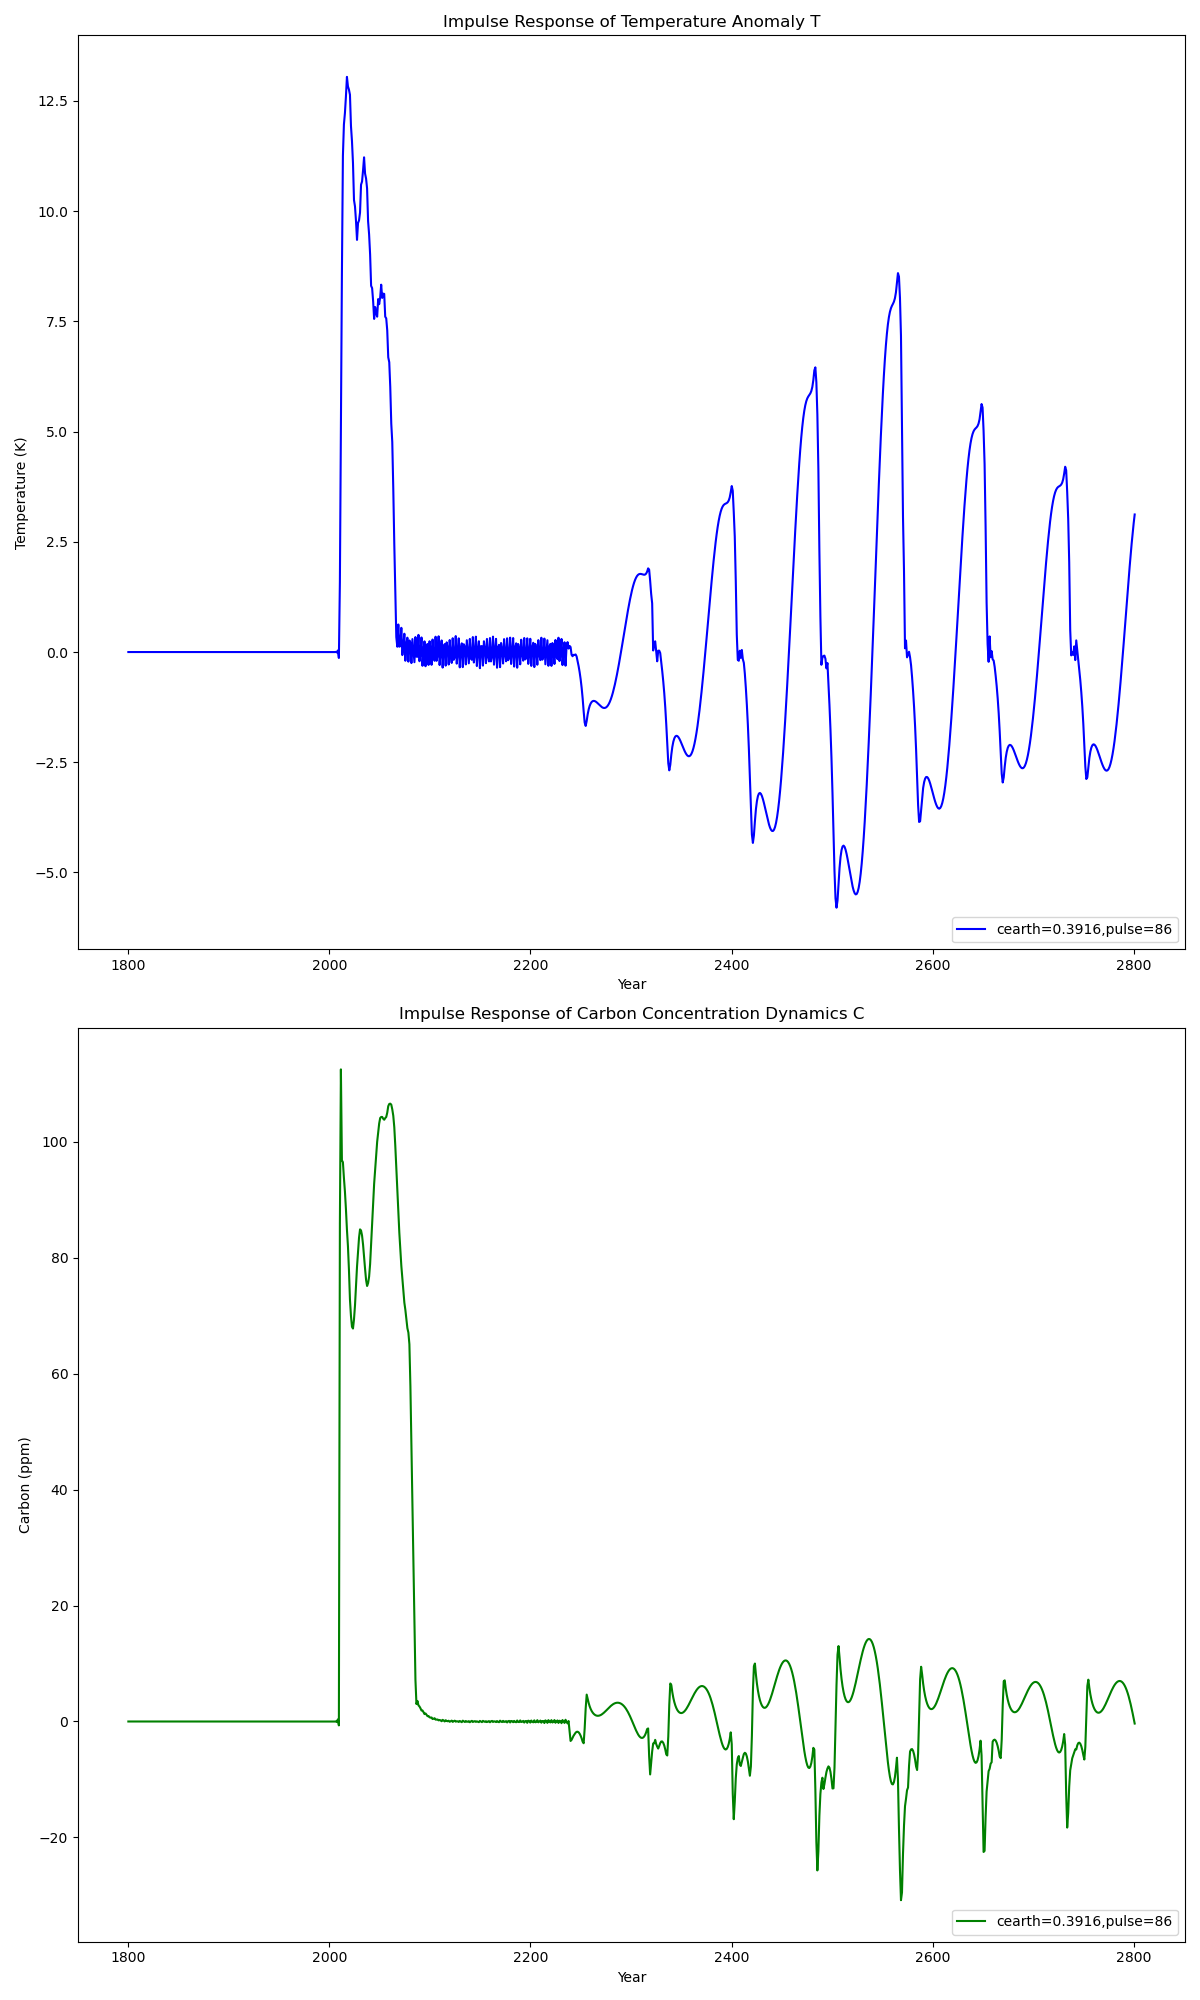 Impulse Response of Temperature Anomaly T
12.5
10.0
7.5
5.0
2.5
0.0
−2.5
−5.0
Temperature (K)
cearth=0.3916,pulse=86
1800 2000 2200 2400 2600 2800
Year
Impulse Response of Carbon Concentration Dynamics C
100
80
60
40
20
0
−20
Carbon (ppm)
cearth=0.3916,pulse=86
1800 2000 2200 2400 2600 2800
Year